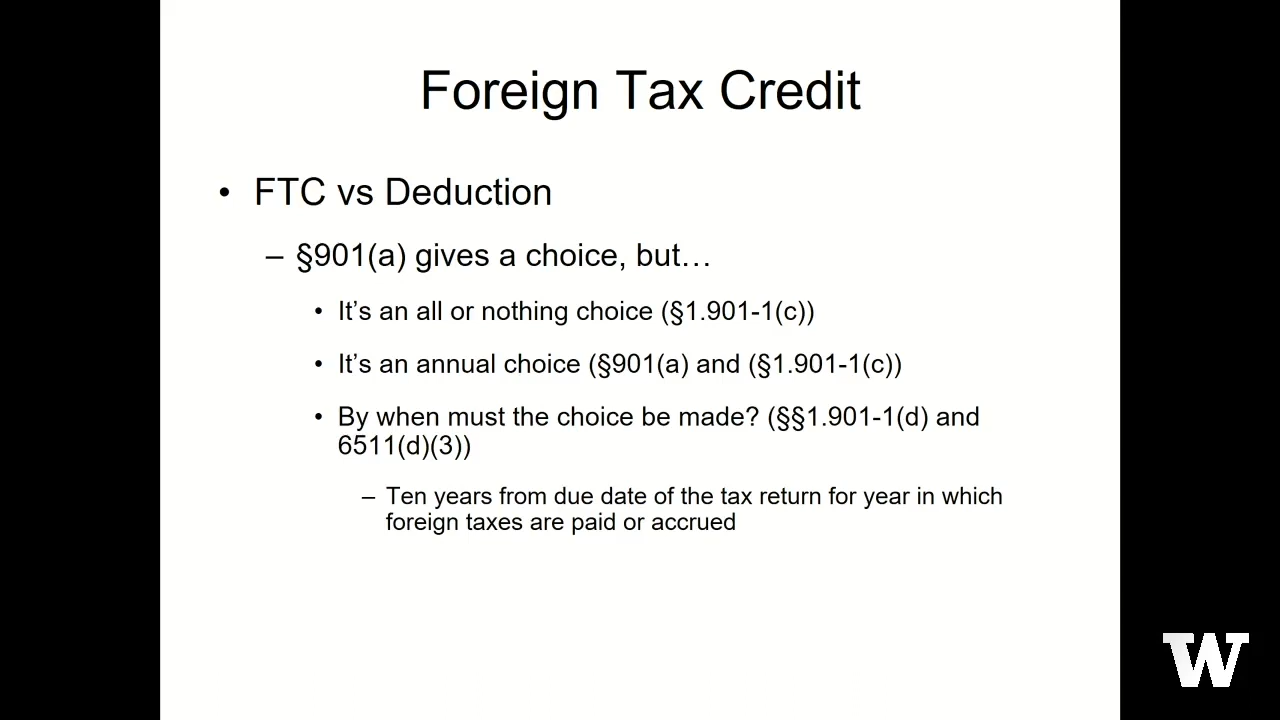 Foreign Tax Credit
• FTC vs Deduction
– §901(a) gives a choice, but…
• It’s an all or nothing choice (§1.901-1(c))
• It’s an annual choice (§901(a) and (§1.901-1(c))
• By when must the choice be made? (§§1.901-1(d) and
6511(d)(3))
– Ten years from due date of the tax return for year in which
foreign taxes are paid or accrued
W